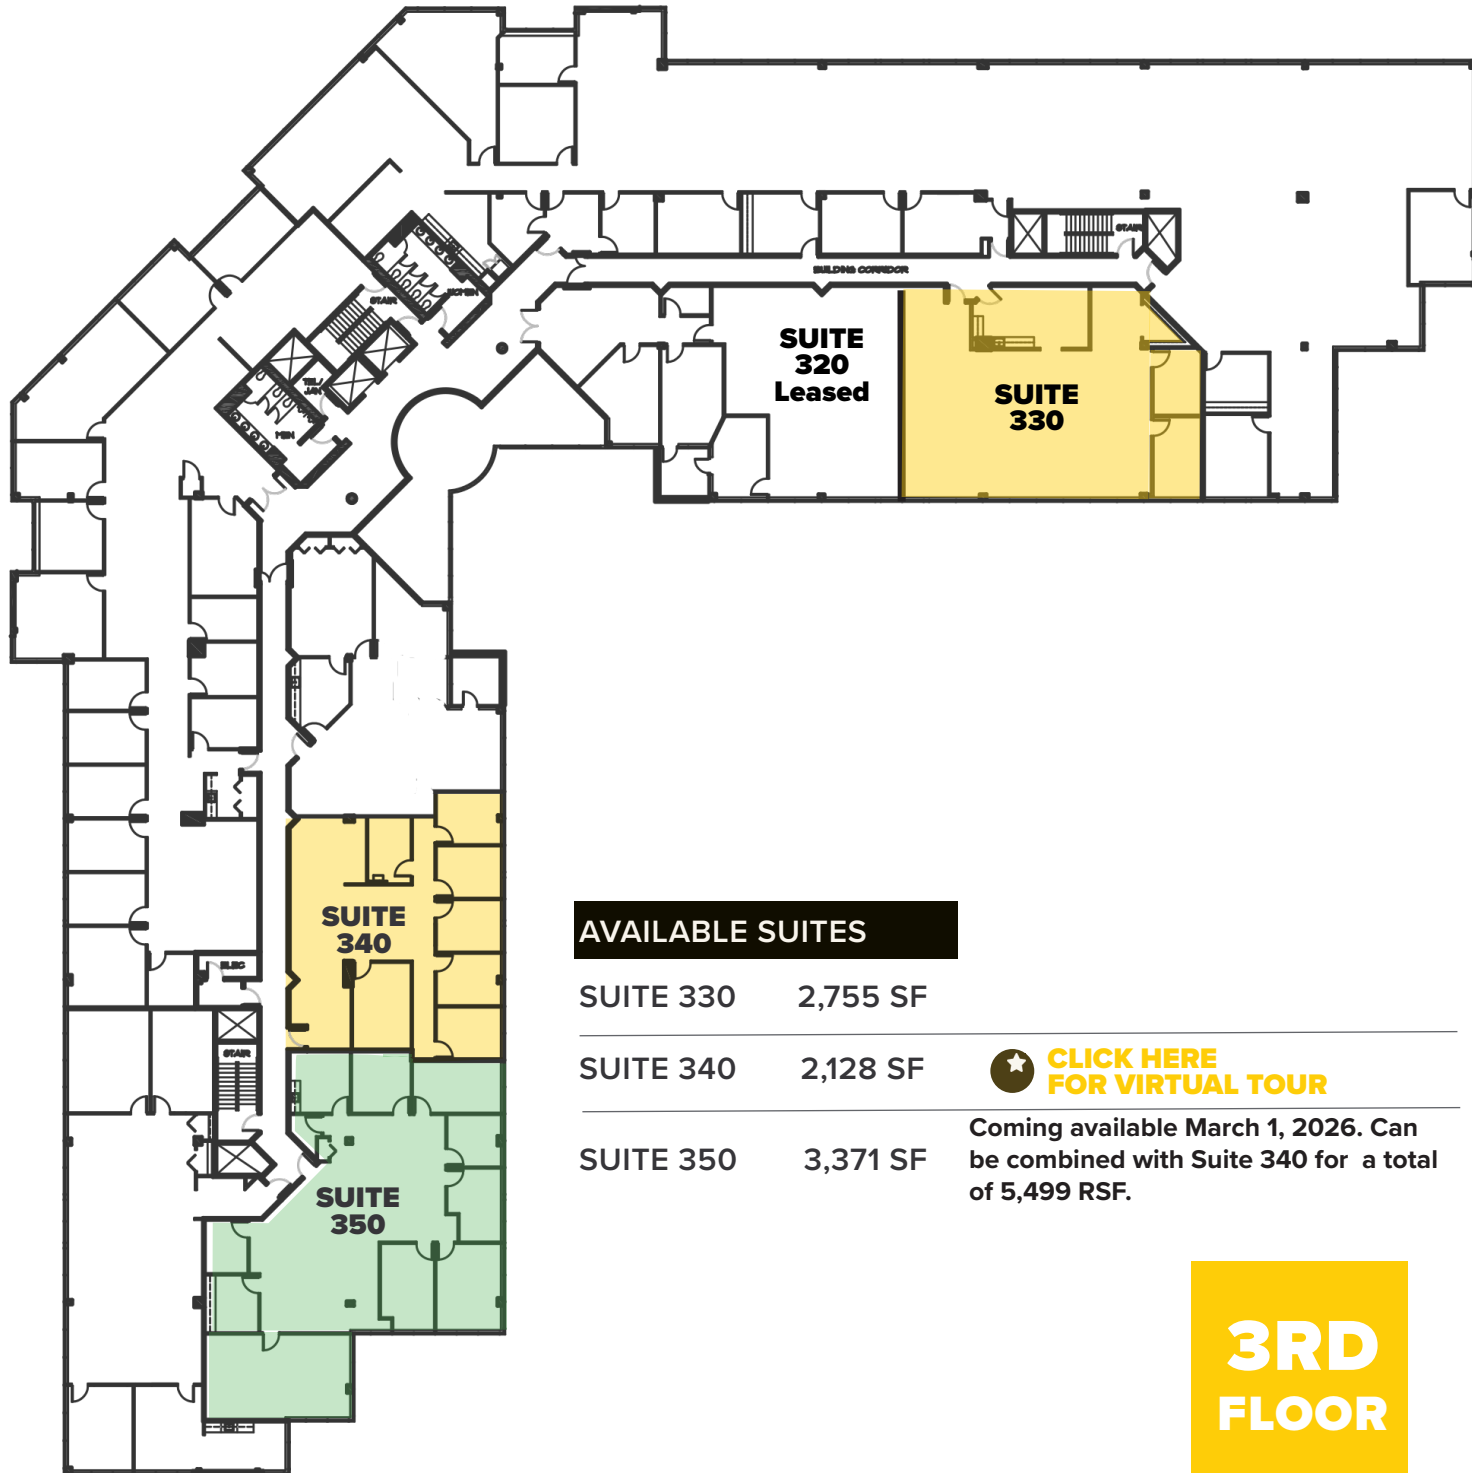 STAIR
BUILDING CORRIDOR
WOMEN
STAIR
SUITE
320
Leased
SUITE
330
TEL/
JAN
MEN
SUITE
340
ELEC
STAIR
SUITE
350
AVAILABLE SUITES
SUITE 330 2,755 SF
SUITE 340 2,128 SF
CLICK HERE
FOR VIRTUAL TOUR
SUITE 350 3,371 SF
Coming available March 1, 2026. Can
be combined with Suite 340 for a total
of 5,499 RSF.
3RD
FLOOR